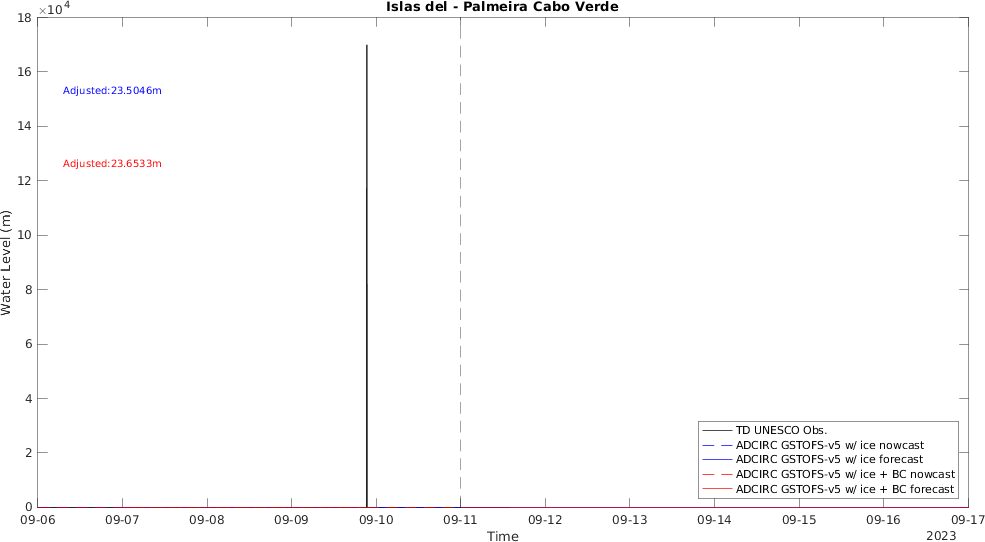 Islas del - Palmeira Cabo Verde
×10^4
18
16
14
12
10
8
6
4
2
0
Water Level (m)
Adjusted:23.5046m
Adjusted:23.6533m
TD UNESCO Obs.
ADCIRC GSTOFS-v5 w/ ice nowcast
ADCIRC GSTOFS-v5 w/ ice forecast
ADCIRC GSTOFS-v5 w/ ice + BC nowcast
ADCIRC GSTOFS-v5 w/ ice + BC forecast
09-06 09-07 09-08 09-09 09-10 09-11 09-12 09-13 09-14 09-15 09-16 09-17
Time
2023